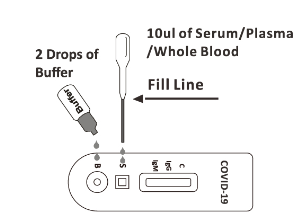 10ul of Serum/Plasma
/Whole Blood
2 Drops of
Buffer
Fill Line
Buffer
B
S
IgM
IgG
C
COVID-19